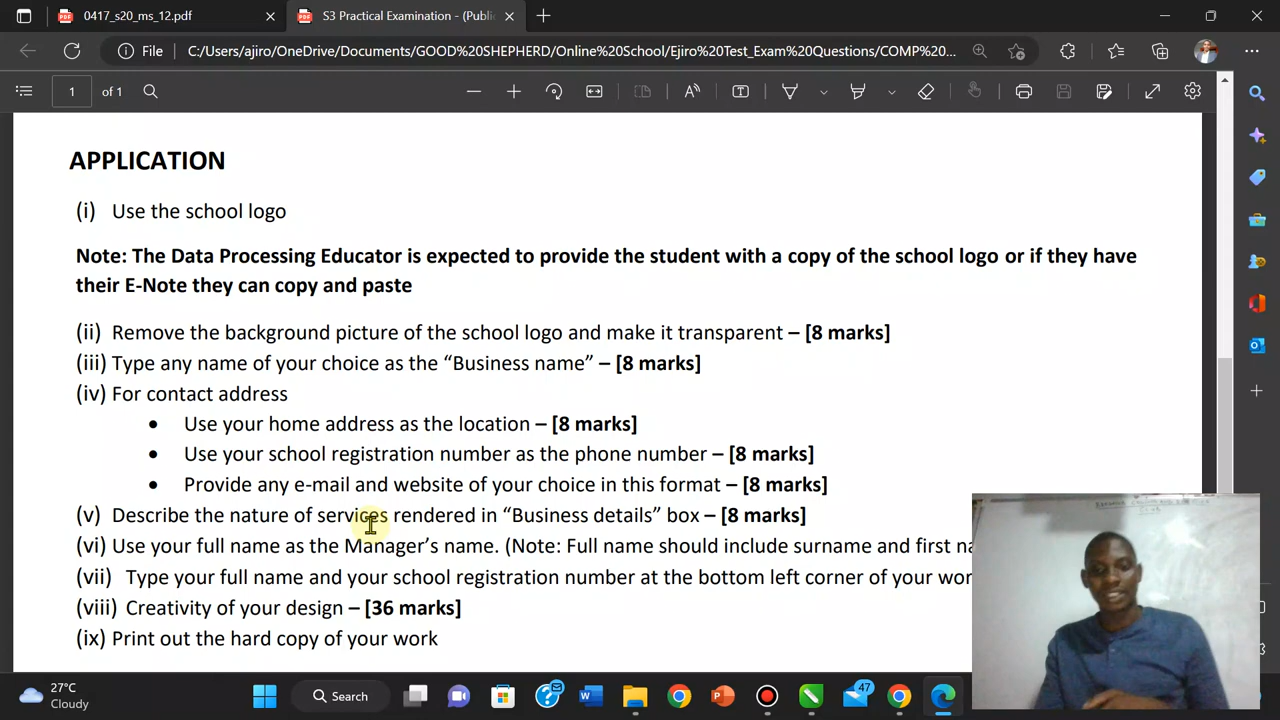 0417_s20_ms_12.pdf
S3 Practical Examination - (Public
File C:/Users/ajiro/OneDrive/Documents/GOOD%20SHEPHERD/Online%20School/Ejiro%20Test_Exam%20Questions/COMP%20...
1 of 1
APPLICATION
(i) Use the school logo
Note: The Data Processing Educator is expected to provide the student with a copy of the school logo or if they have
their E-Note they can copy and paste
(ii) Remove the background picture of the school logo and make it transparent – [8 marks]
(iii) Type any name of your choice as the “Business name” – [8 marks]
(iv) For contact address
• Use your home address as the location – [8 marks]
• Use your school registration number as the phone number – [8 marks]
• Provide any e-mail and website of your choice in this format – [8 marks]
(v) Describe the nature of services rendered in “Business details” box – [8 marks]
(vi) Use your full name as the Manager’s name. (Note: Full name should include surname and first na
(vii) Type your full name and your school registration number at the bottom left corner of your wor
(viii) Creativity of your design – [36 marks]
(ix) Print out the hard copy of your work
27°C
Cloudy
Search
47